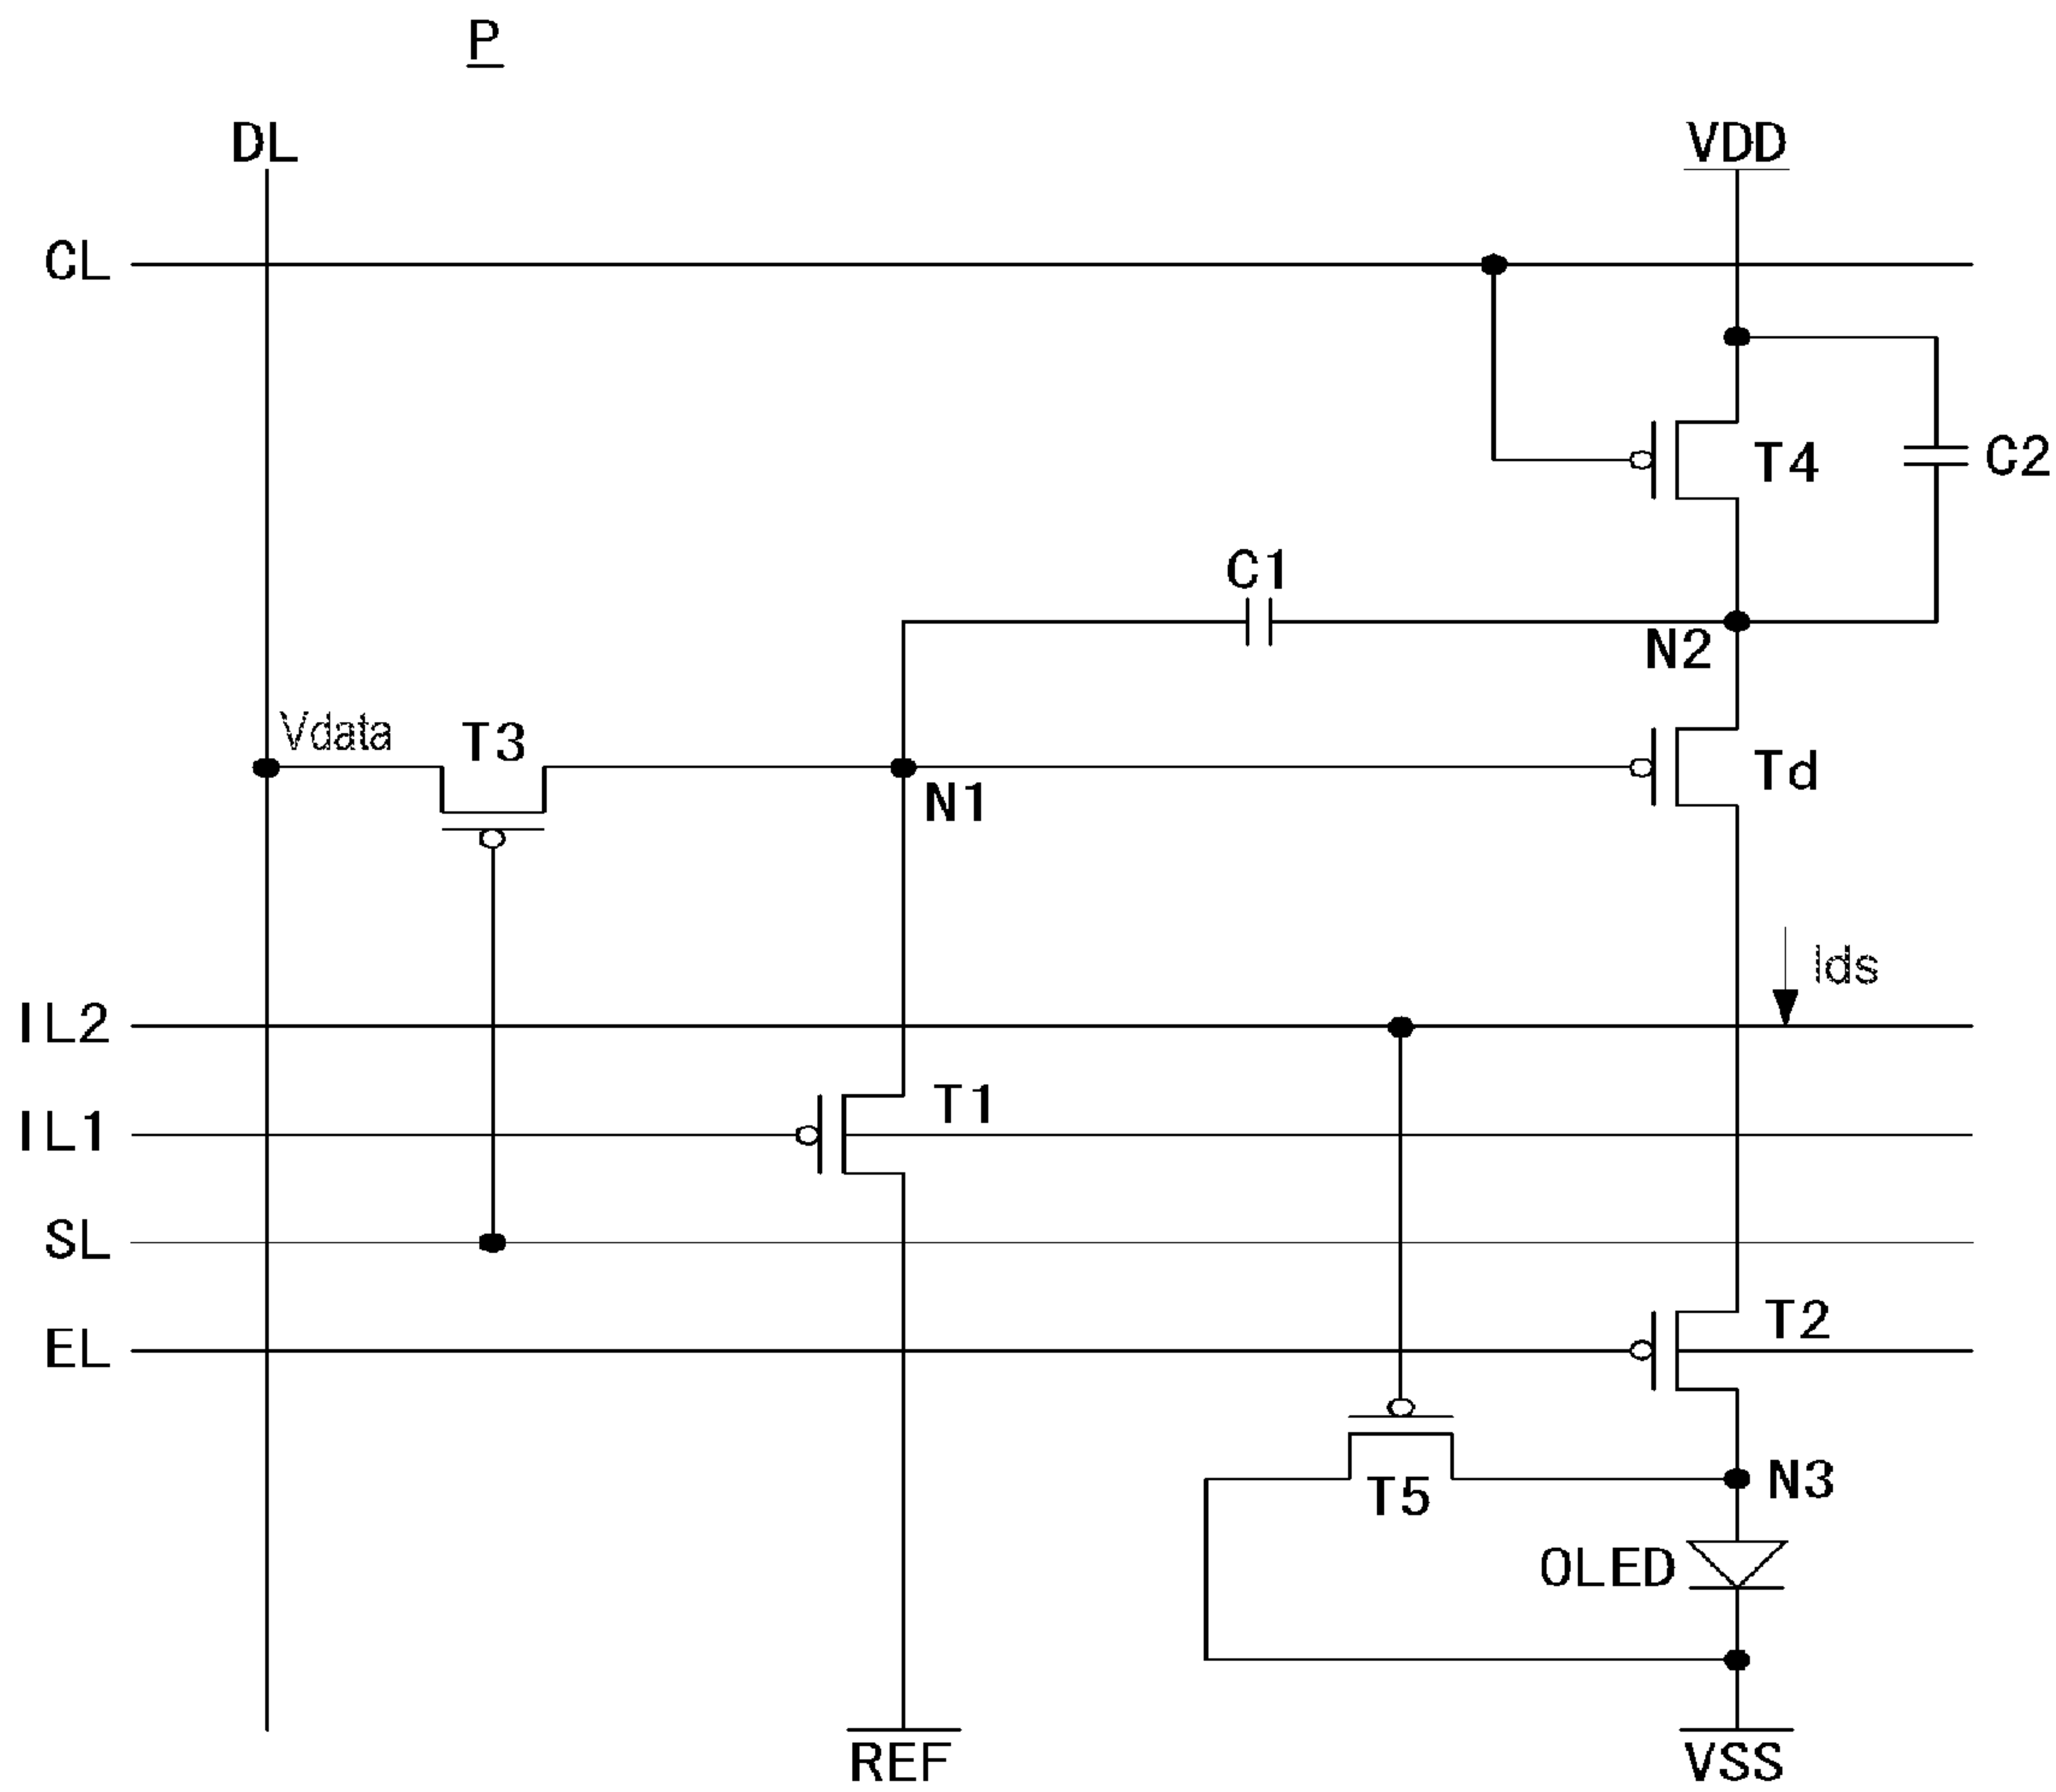 P
DL
VDD
CL
T4
C2
C1
N2
Vdata
T3
Td
N1
Ids
IL2
T1
IL1
SL
T2
EL
N3
T5
OLED
REF
VSS